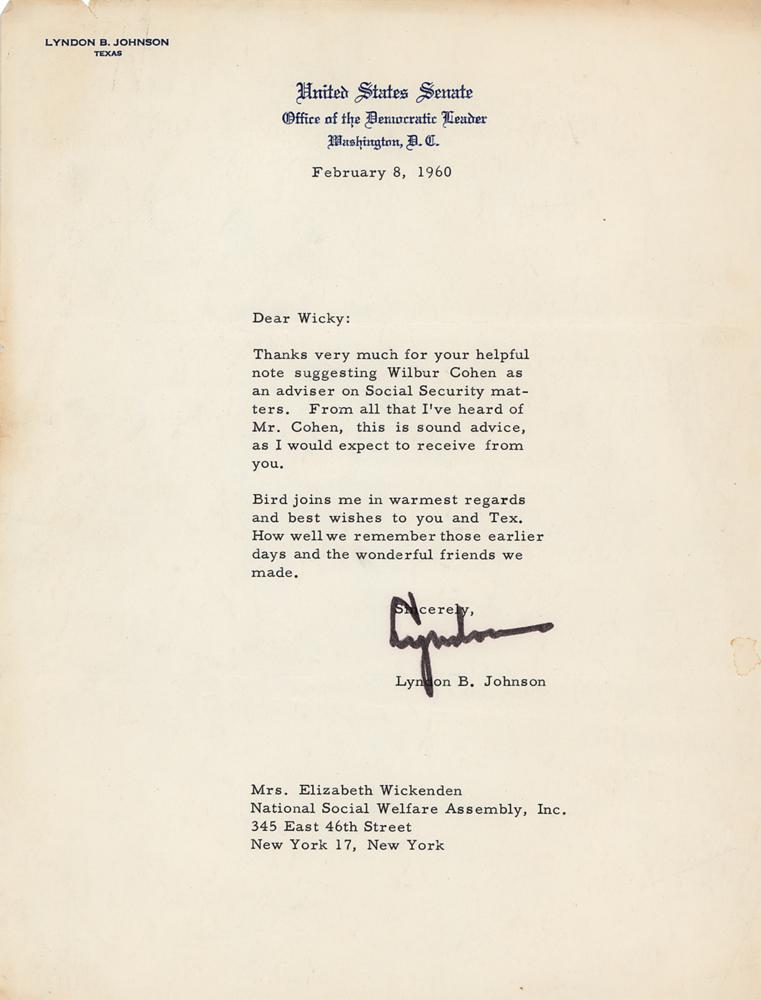 LYNDON B. JOHNSON
TEXAS
United States Senate
Office of the Democratic Leader
Washington, D. C.
February 8, 1960
Dear Wicky:
Thanks very much for your helpful
note suggesting Wilbur Cohen as
an adviser on Social Security mat-
ters. From all that I've heard of
Mr. Cohen, this is sound advice,
as I would expect to receive from
you.
Bird joins me in warmest regards
and best wishes to you and Tex.
How well we remember those earlier
days and the wonderful friends we
made.
Sincerely,
Lyndon
Lyndon B. Johnson
Mrs. Elizabeth Wickenden
National Social Welfare Assembly, Inc.
345 East 46th Street
New York 17, New York